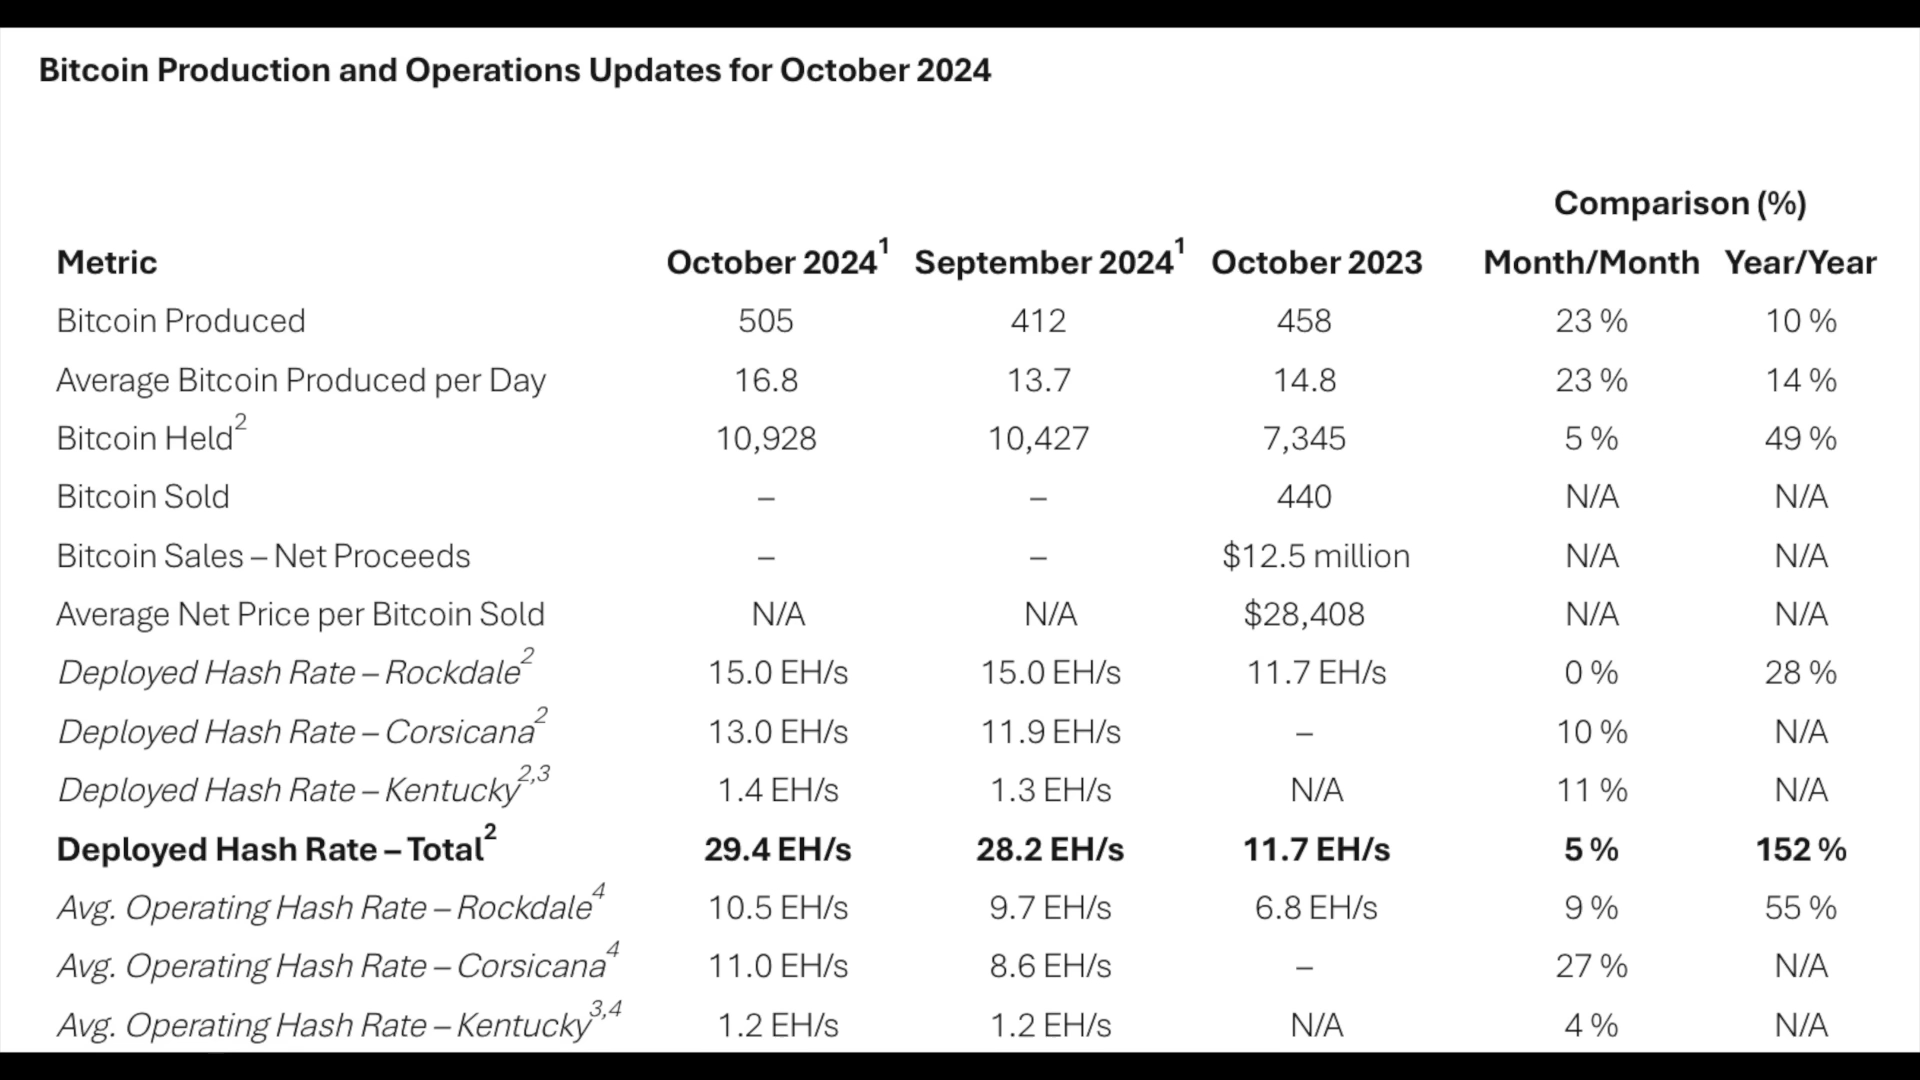 Bitcoin Production and Operations Updates for October 2024
Comparison (%)
Metric October 2024¹ September 2024¹ October 2023 Month/Month Year/Year
Bitcoin Produced 505 412 458 23 % 10 %
Average Bitcoin Produced per Day 16.8 13.7 14.8 23 % 14 %
Bitcoin Held² 10,928 10,427 7,345 5 % 49 %
Bitcoin Sold – – 440 N/A N/A
Bitcoin Sales – Net Proceeds – – $12.5 million N/A N/A
Average Net Price per Bitcoin Sold N/A N/A $28,408 N/A N/A
Deployed Hash Rate – Rockdale² 15.0 EH/s 15.0 EH/s 11.7 EH/s 0 % 28 %
Deployed Hash Rate – Corsicana² 13.0 EH/s 11.9 EH/s – 10 % N/A
Deployed Hash Rate – Kentucky²,³ 1.4 EH/s 1.3 EH/s N/A 11 % N/A
Deployed Hash Rate – Total² 29.4 EH/s 28.2 EH/s 11.7 EH/s 5 % 152 %
Avg. Operating Hash Rate – Rockdale⁴ 10.5 EH/s 9.7 EH/s 6.8 EH/s 9 % 55 %
Avg. Operating Hash Rate – Corsicana⁴ 11.0 EH/s 8.6 EH/s – 27 % N/A
Avg. Operating Hash Rate – Kentucky³,⁴ 1.2 EH/s 1.2 EH/s N/A 4 % N/A